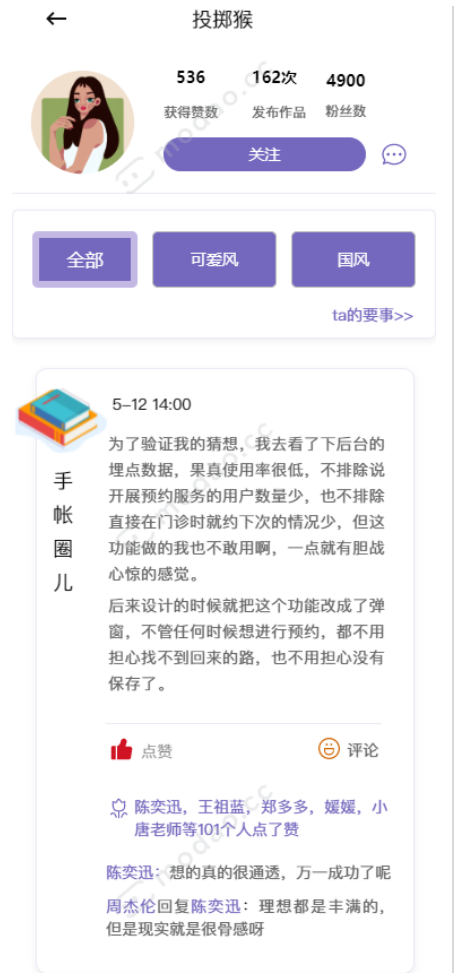 投掷猴
536 162次 4900
获得赞数 发布作品 粉丝数
关注
全部 可爱风 国风
ta的要事>>
5–12 14:00
手帐圈儿
为了验证我的猜想，我去看了下后台的
埋点数据，果真使用率很低，不排除说
开展预约服务的用户数量少，也不排除
直接在门诊时就约下次的情况少，但这
功能做的我也不敢用啊，一点就有胆战
心惊的感觉。
后来设计的时候就把这个功能改成了弹
窗，不管任何时候想进行预约，都不用
担心找不到回来的路，也不用担心没有
保存了。
点赞 评论
陈奕迅，王祖蓝，郑多多，媛媛，小
唐老师等101个人点了赞
陈奕迅：想的真的很通透，万一成功了呢
周杰伦回复陈奕迅：理想都是丰满的，
但是现实就是很骨感呀
modao.cc
modao.cc
modao.cc